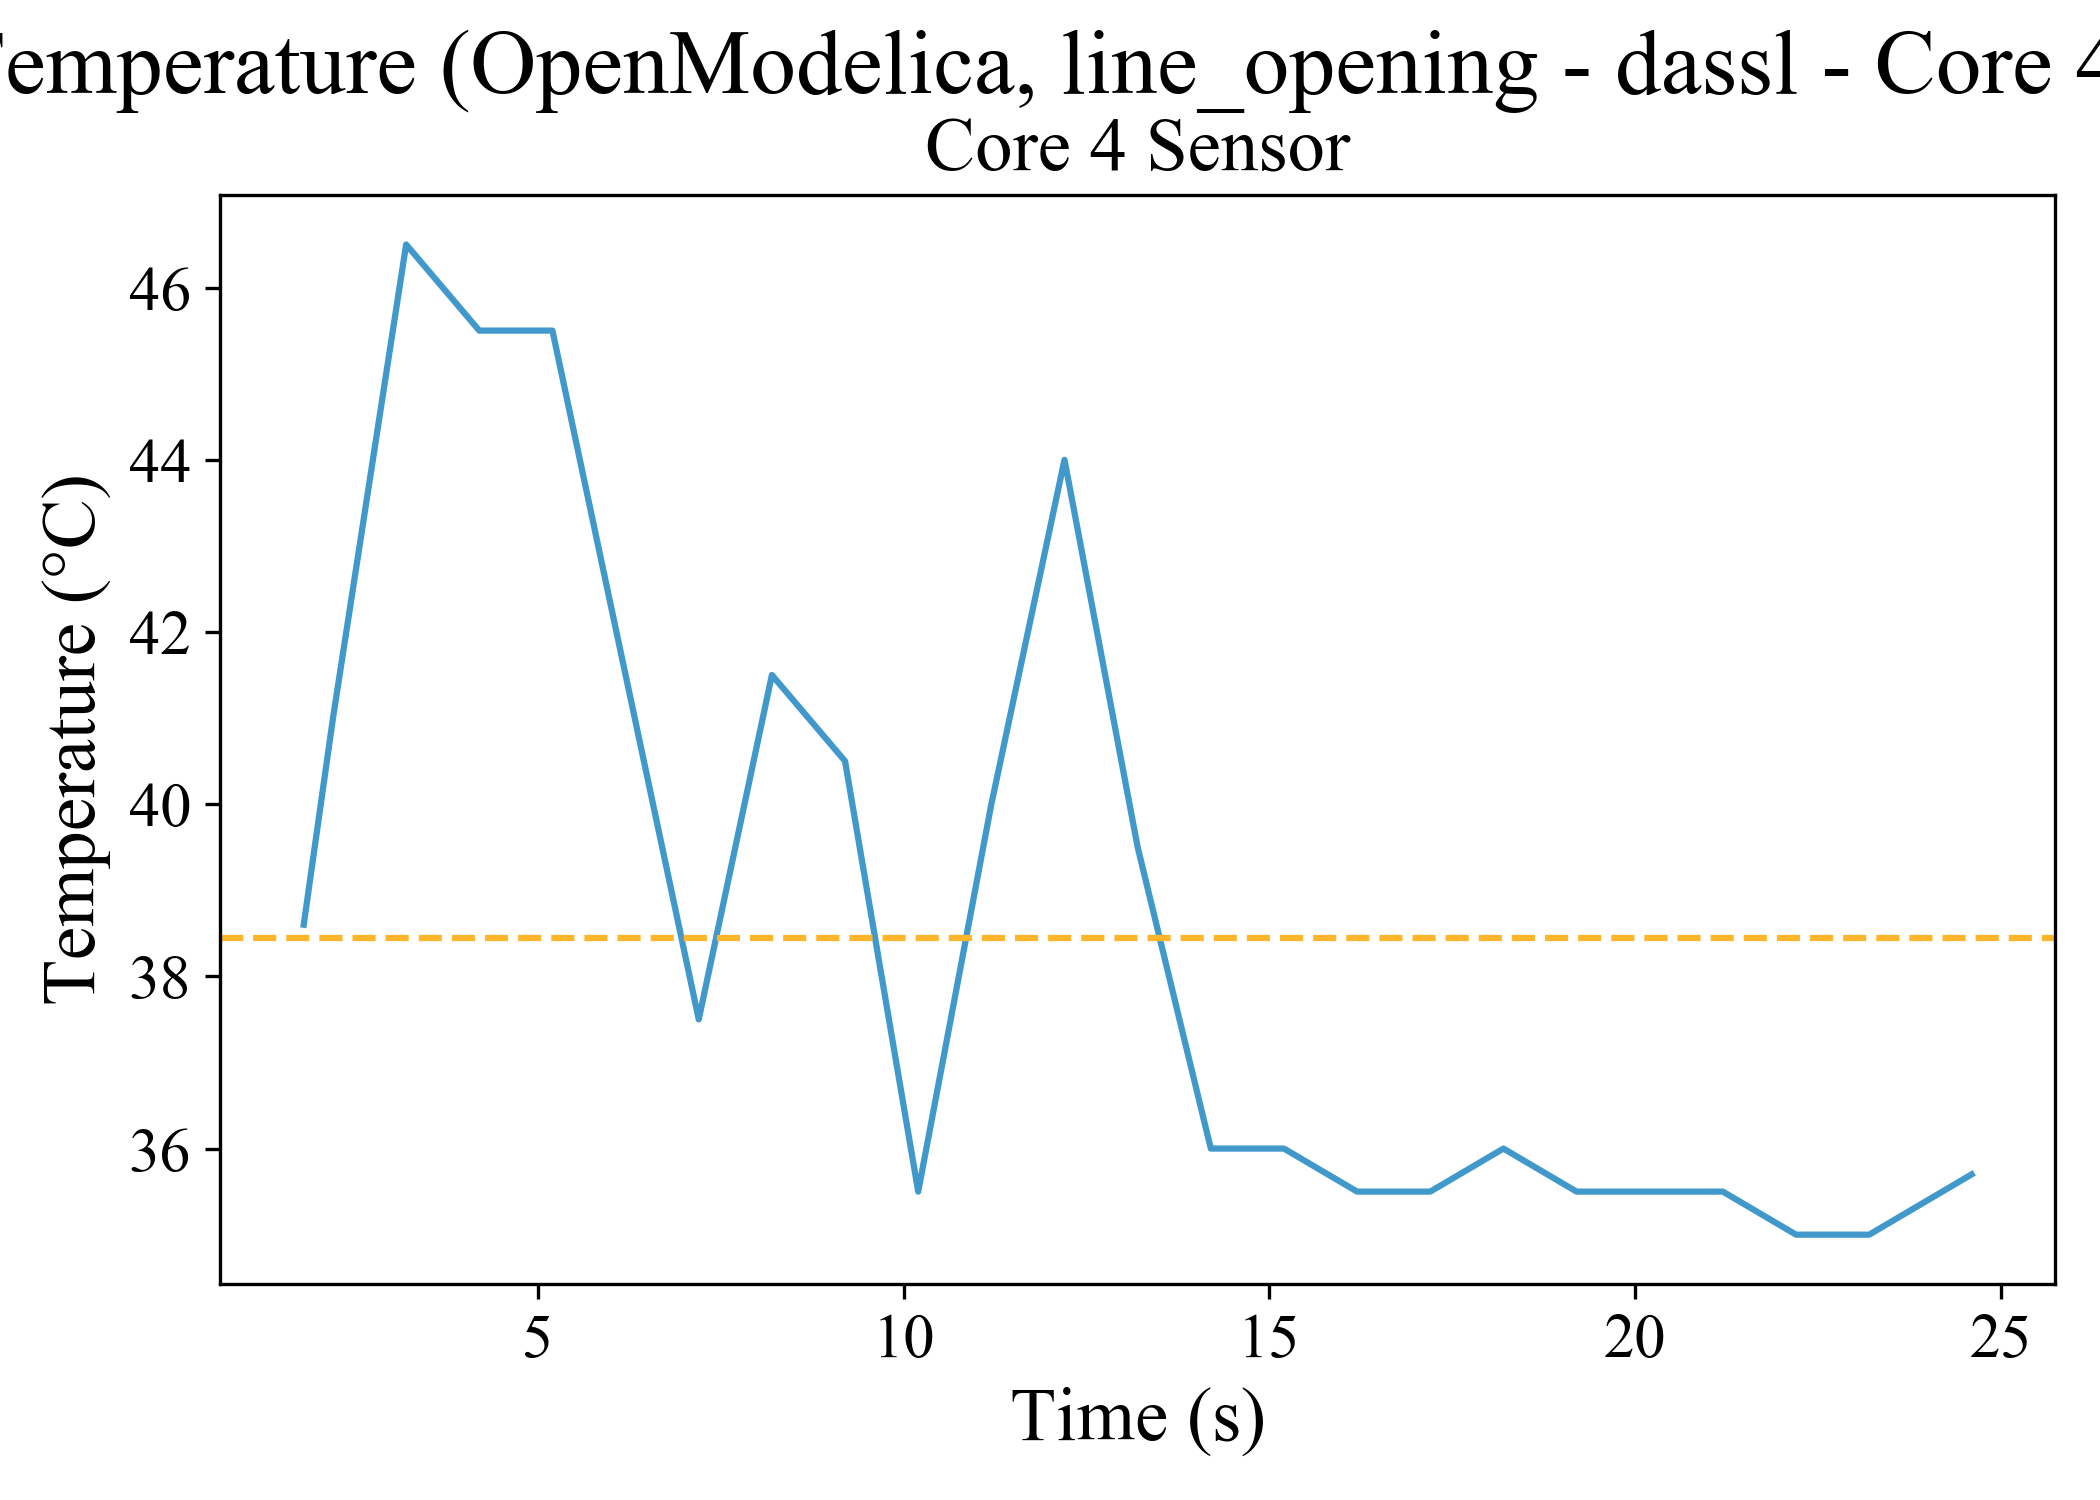 emperature (OpenModelica, line_opening - dassl - Core 4
Core 4 Sensor
Temperature (°C)
46
44
42
40
38
36
5 10 15 20 25
Time (s)